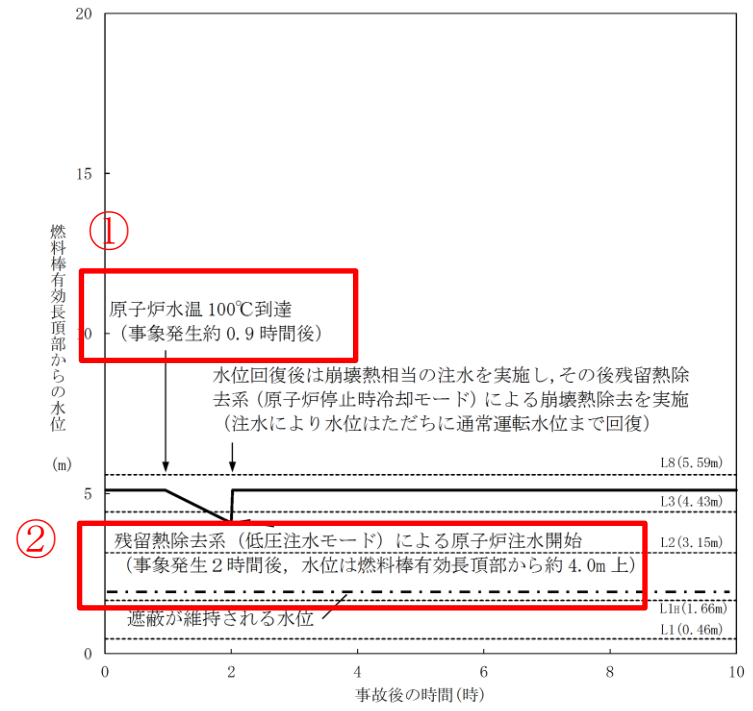 20
15
①
燃料棒有効長頂部からの水位
(m)
原子炉水温 100℃到達
（事象発生約 0.9 時間後）
10
水位回復後は崩壊熱相当の注水を実施し,その後残留熱除
去系（原子炉停止時冷却モード）による崩壊熱除去を実施
（注水により水位はただちに通常運転水位まで回復）
L8(5.59m)
5
L3(4.43m)
②
残留熱除去系（低圧注水モード）による原子炉注水開始
（事象発生２時間後，水位は燃料棒有効長頂部から約 4.0m 上）
L2(3.15m)
L1H(1.66m)
遮蔽が維持される水位
L1(0.46m)
0
0 2 4 6 8 10
事故後の時間(時)